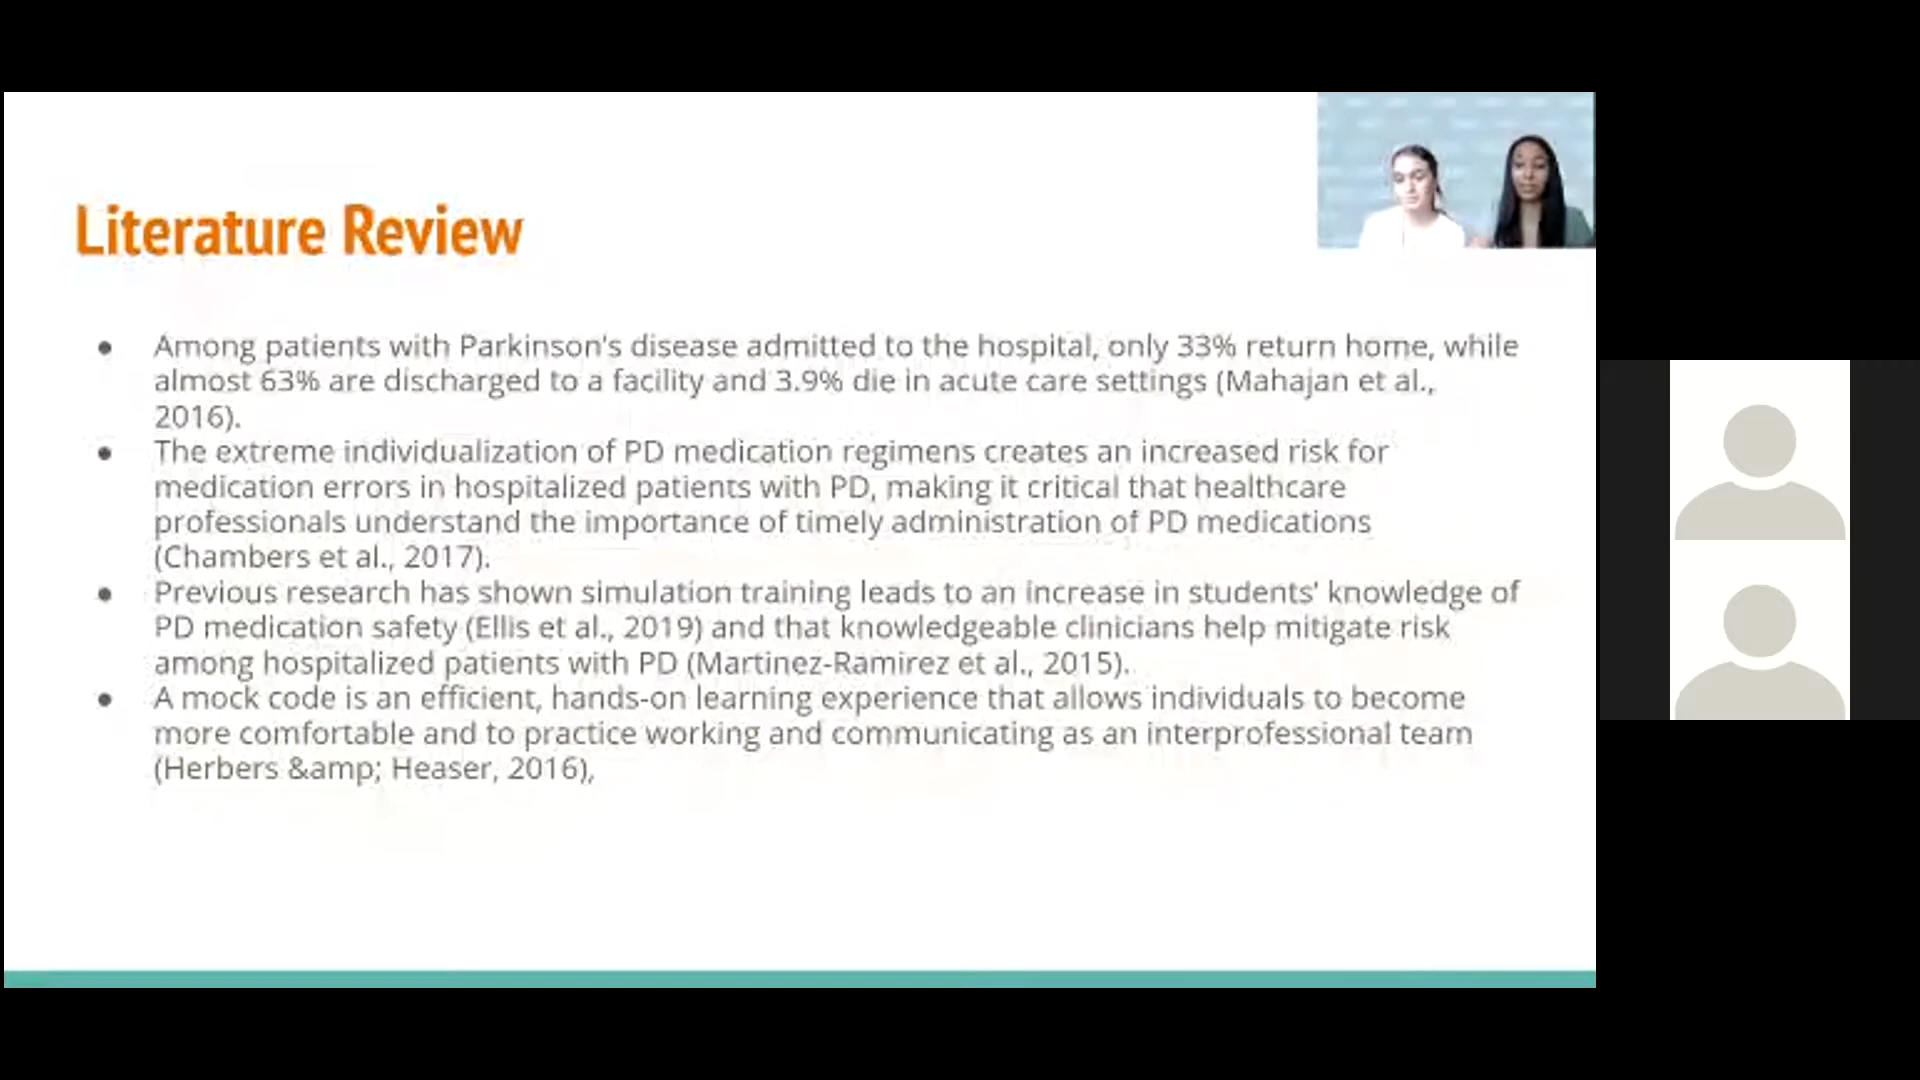 Literature Review
● Among patients with Parkinson's disease admitted to the hospital, only 33% return home, while
almost 63% are discharged to a facility and 3.9% die in acute care settings (Mahajan et al.,
2016).
● The extreme individualization of PD medication regimens creates an increased risk for
medication errors in hospitalized patients with PD, making it critical that healthcare
professionals understand the importance of timely administration of PD medications
(Chambers et al., 2017).
● Previous research has shown simulation training leads to an increase in students' knowledge of
PD medication safety (Ellis et al., 2019) and that knowledgeable clinicians help mitigate risk
among hospitalized patients with PD (Martinez-Ramirez et al., 2015).
● A mock code is an efficient, hands-on learning experience that allows individuals to become
more comfortable and to practice working and communicating as an interprofessional team
(Herbers &amp; Heaser, 2016),